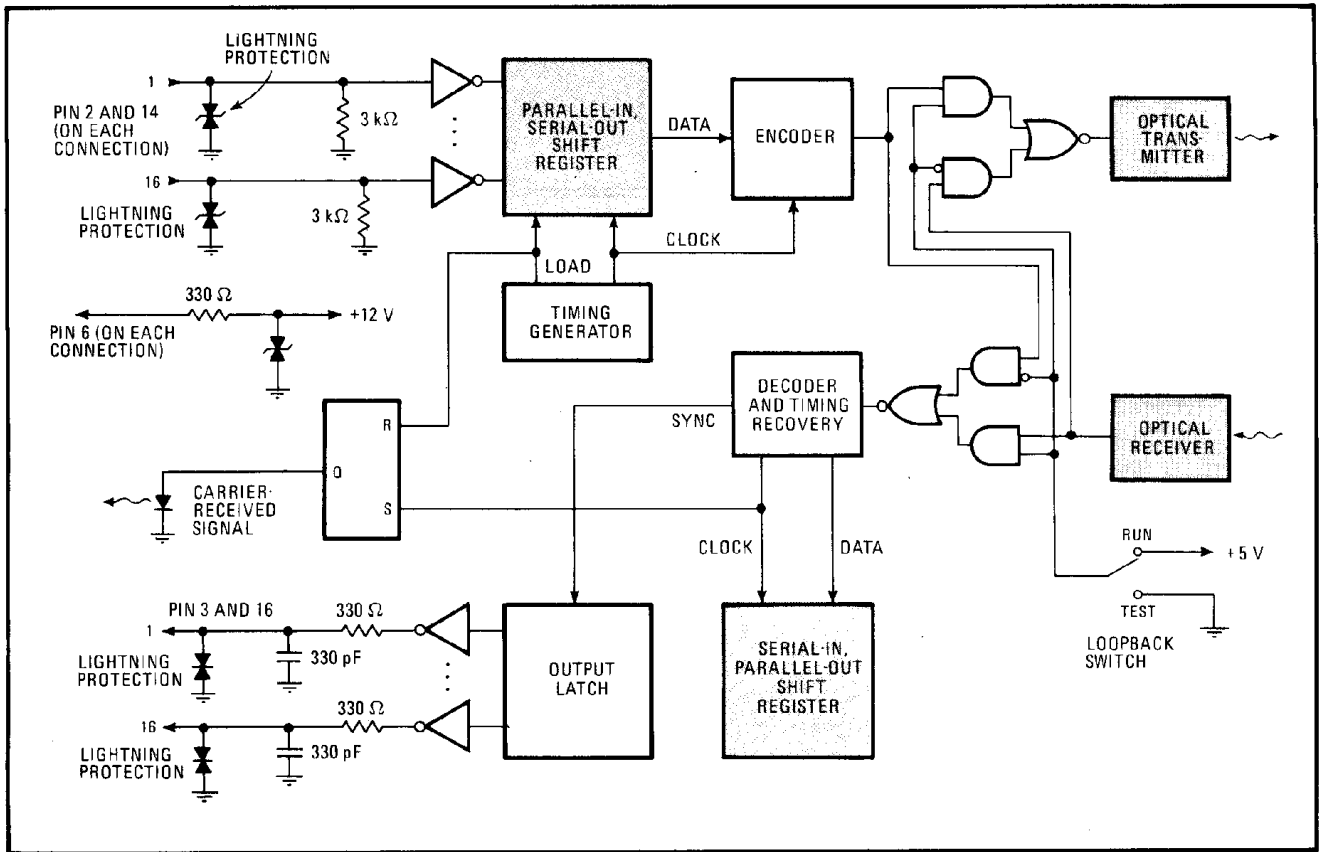 LIGHTNING
PROTECTION
1
PIN 2 AND 14
(ON EACH
CONNECTION)
3 kΩ
16
LIGHTNING
PROTECTION
3 kΩ
PARALLEL-IN,
SERIAL-OUT
SHIFT
REGISTER
DATA
ENCODER
OPTICAL
TRANS-
MITTER
LOAD
CLOCK
TIMING
GENERATOR
330 Ω
+12 V
PIN 6 (ON EACH
CONNECTION)
R
Q
S
CARRIER-
RECEIVED
SIGNAL
SYNC
DECODER
AND TIMING
RECOVERY
OPTICAL
RECEIVER
CLOCK
DATA
RUN
+5 V
TEST
LOOPBACK
SWITCH
PIN 3 AND 16
1
330 Ω
LIGHTNING
PROTECTION
330 pF
OUTPUT
LATCH
SERIAL-IN,
PARALLEL-OUT
SHIFT
REGISTER
16
330 Ω
LIGHTNING
PROTECTION
330 pF